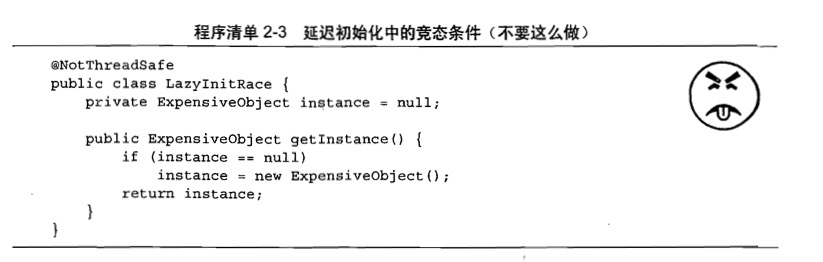 程序清单 2-3 延迟初始化中的竞态条件（不要这么做）
@NotThreadSafe
public class LazyInitRace {
    private ExpensiveObject instance = null;
    public ExpensiveObject getInstance() {
        if (instance == null)
            instance = new ExpensiveObject();
        return instance;
    }
}